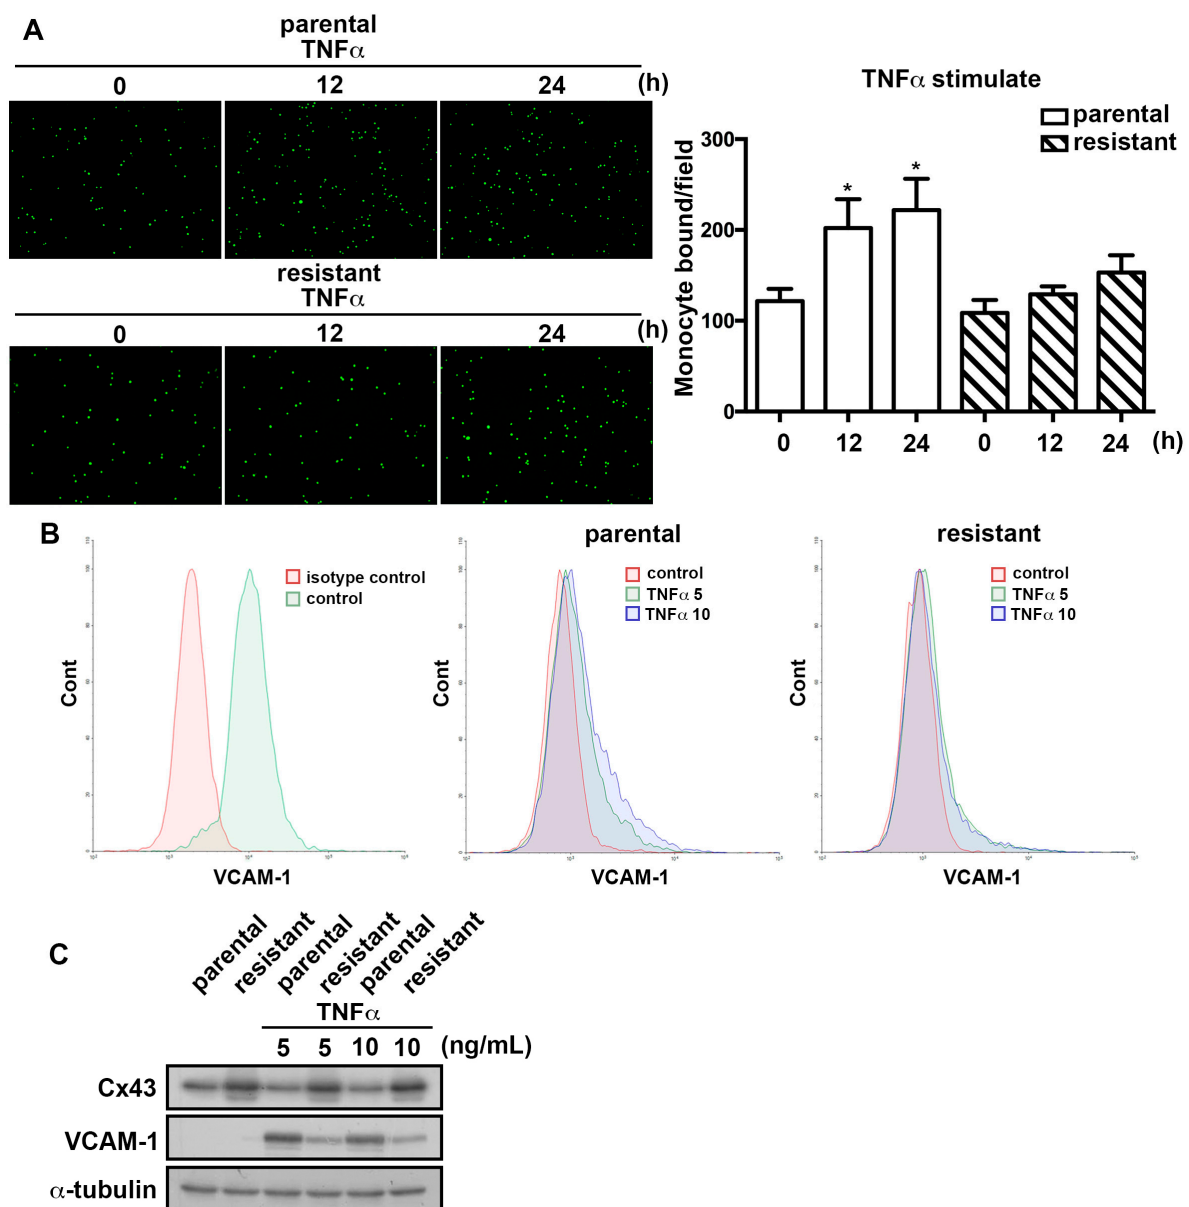 A
parental
TNFα
0 12 24 (h)
resistant
TNFα
0 12 24 (h)
TNFα stimulate
parental
resistant
Monocyte bound/field
300
200
100
0
* *
0 12 24 0 12 24 (h)
B
isotype control
control
Cont
VCAM-1
parental
control
TNFα 5
TNFα 10
Cont
VCAM-1
resistant
control
TNFα 5
TNFα 10
Cont
VCAM-1
C
parental resistant parental resistant parental resistant
TNFα
5 5 10 10 (ng/mL)
Cx43
VCAM-1
α-tubulin